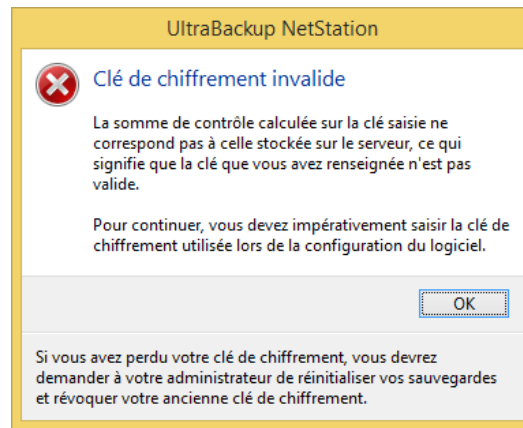 UltraBackup NetStation
Clé de chiffrement invalide
La somme de contrôle calculée sur la clé saisie ne
correspond pas à celle stockée sur le serveur, ce qui
signifie que la clé que vous avez renseignée n'est pas
valide.
Pour continuer, vous devez impérativement saisir la clé de
chiffrement utilisée lors de la configuration du logiciel.
OK
Si vous avez perdu votre clé de chiffrement, vous devrez
demander à votre administrateur de réinitialiser vos sauvegardes
et révoquer votre ancienne clé de chiffrement.